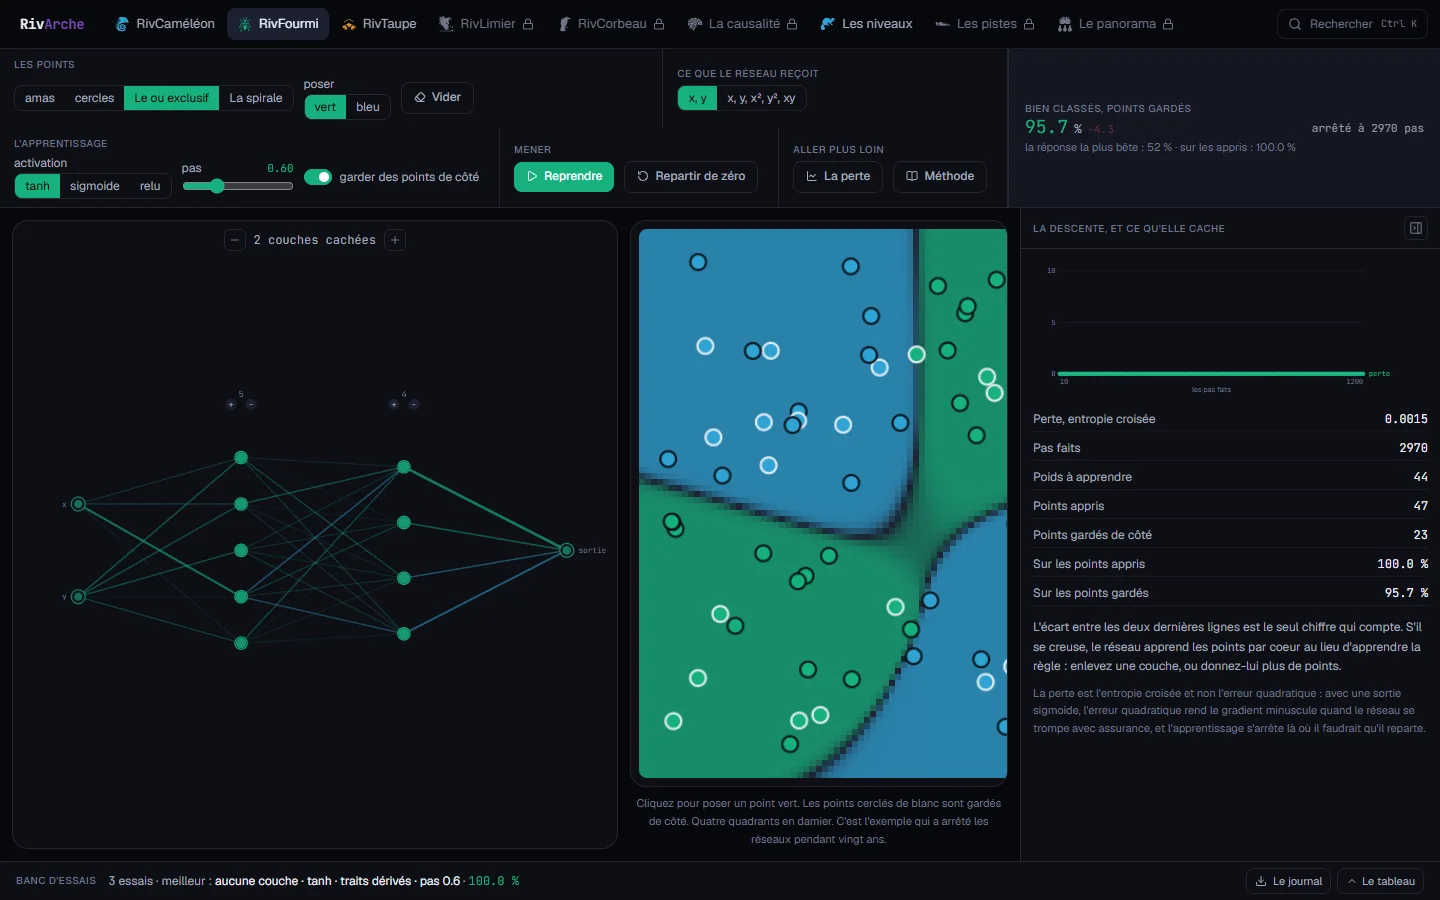 RivArche
RivCaméléon
RivFourmi
RivTaupe
RivLimier
RivCorbeau
La causalité
Les niveaux
Les pistes
Le panorama
Rechercher Ctrl K
LES POINTS
amas cercles Le ou exclusif La spirale
poser
vert bleu
Vider
CE QUE LE RÉSEAU REÇOIT
x, y x, y, x², y², xy
BIEN CLASSÉS, POINTS GARDÉS
95.7 % -4.3
arrêté à 2970 pas
la réponse la plus bête : 52 % · sur les appris : 100.0 %
L'APPRENTISSAGE
activation
tanh sigmoide relu
pas 0.60
garder des points de côté
MENER
Reprendre
Repartir de zéro
ALLER PLUS LOIN
La perte
Méthode
− 2 couches cachées +
5
+ -
4
+ -
x
y
sortie
Cliquez pour poser un point vert. Les points cerclés de blanc sont gardés
de côté. Quatre quadrants en damier. C'est l'exemple qui a arrêté les
réseaux pendant vingt ans.
LA DESCENTE, ET CE QU'ELLE CACHE
10
5
0
perte
10 1200
les pas faits
Perte, entropie croisée 0.0015
Pas faits 2970
Poids à apprendre 44
Points appris 47
Points gardés de côté 23
Sur les points appris 100.0 %
Sur les points gardés 95.7 %
L'écart entre les deux dernières lignes est le seul chiffre qui compte. S'il
se creuse, le réseau apprend les points par coeur au lieu d'apprendre la
règle : enlevez une couche, ou donnez-lui plus de points.
La perte est l'entropie croisée et non l'erreur quadratique : avec une sortie
sigmoide, l'erreur quadratique rend le gradient minuscule quand le réseau se
trompe avec assurance, et l'apprentissage s'arrête là où il faudrait qu'il reparte.
BANC D'ESSAIS 3 essais · meilleur : aucune couche · tanh · traits dérivés · pas 0.6 · 100.0 %
Le journal
Le tableau